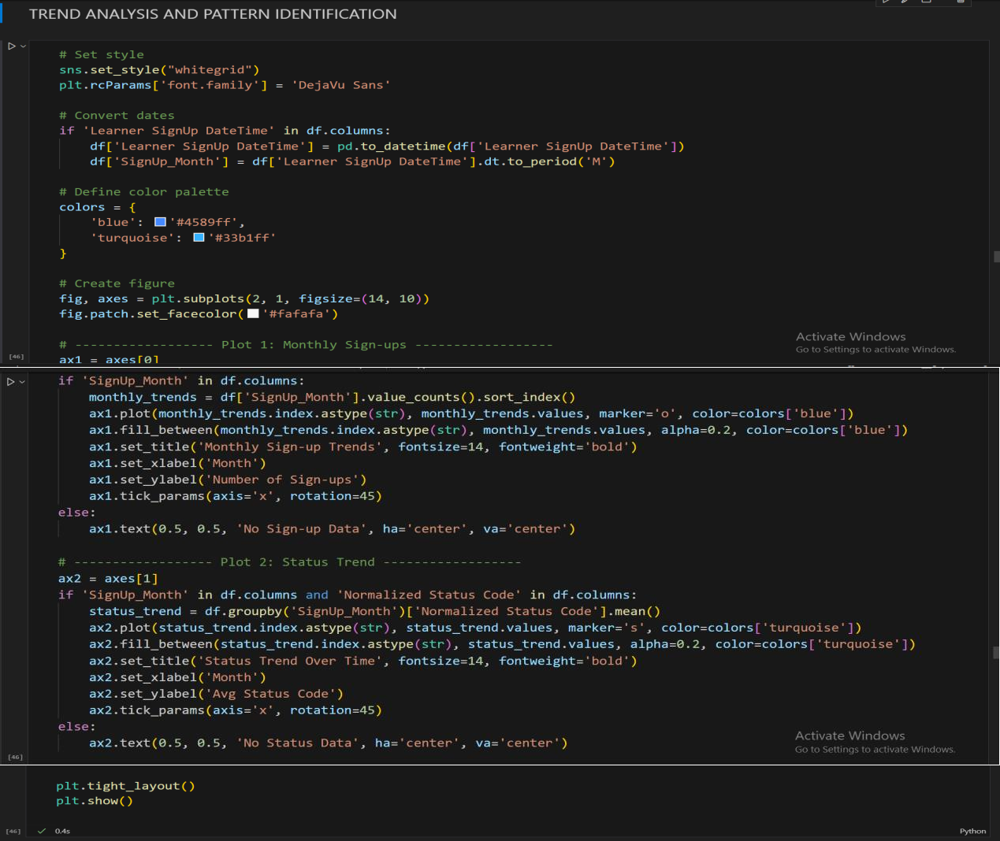 TREND ANALYSIS AND PATTERN IDENTIFICATION
# Set style
sns.set_style("whitegrid")
plt.rcParams['font.family'] = 'DejaVu Sans'
# Convert dates
if 'Learner SignUp DateTime' in df.columns:
    df['Learner SignUp DateTime'] = pd.to_datetime(df['Learner SignUp DateTime'])
    df['SignUp_Month'] = df['Learner SignUp DateTime'].dt.to_period('M')
# Define color palette
colors = {
    'blue': '#4589ff',
    'turquoise': '#33b1ff'
}
# Create figure
fig, axes = plt.subplots(2, 1, figsize=(14, 10))
fig.patch.set_facecolor('#fafafa')
# ------------------ Plot 1: Monthly Sign-ups ------------------
Activate Windows
Go to Settings to activate Windows.
[46]
ax1 = axes[0]
if 'SignUp_Month' in df.columns:
    monthly_trends = df['SignUp_Month'].value_counts().sort_index()
    ax1.plot(monthly_trends.index.astype(str), monthly_trends.values, marker='o', color=colors['blue'])
    ax1.fill_between(monthly_trends.index.astype(str), monthly_trends.values, alpha=0.2, color=colors['blue'])
    ax1.set_title('Monthly Sign-up Trends', fontsize=14, fontweight='bold')
    ax1.set_xlabel('Month')
    ax1.set_ylabel('Number of Sign-ups')
    ax1.tick_params(axis='x', rotation=45)
else:
    ax1.text(0.5, 0.5, 'No Sign-up Data', ha='center', va='center')
# ------------------ Plot 2: Status Trend ------------------
ax2 = axes[1]
if 'SignUp_Month' in df.columns and 'Normalized Status Code' in df.columns:
    status_trend = df.groupby('SignUp_Month')['Normalized Status Code'].mean()
    ax2.plot(status_trend.index.astype(str), status_trend.values, marker='s', color=colors['turquoise'])
    ax2.fill_between(status_trend.index.astype(str), status_trend.values, alpha=0.2, color=colors['turquoise'])
    ax2.set_title('Status Trend Over Time', fontsize=14, fontweight='bold')
    ax2.set_xlabel('Month')
    ax2.set_ylabel('Avg Status Code')
    ax2.tick_params(axis='x', rotation=45)
else:
    ax2.text(0.5, 0.5, 'No Status Data', ha='center', va='center')
Activate Windows
Go to Settings to activate Windows.
[46]
plt.tight_layout()
plt.show()
[46] 0.4s Python